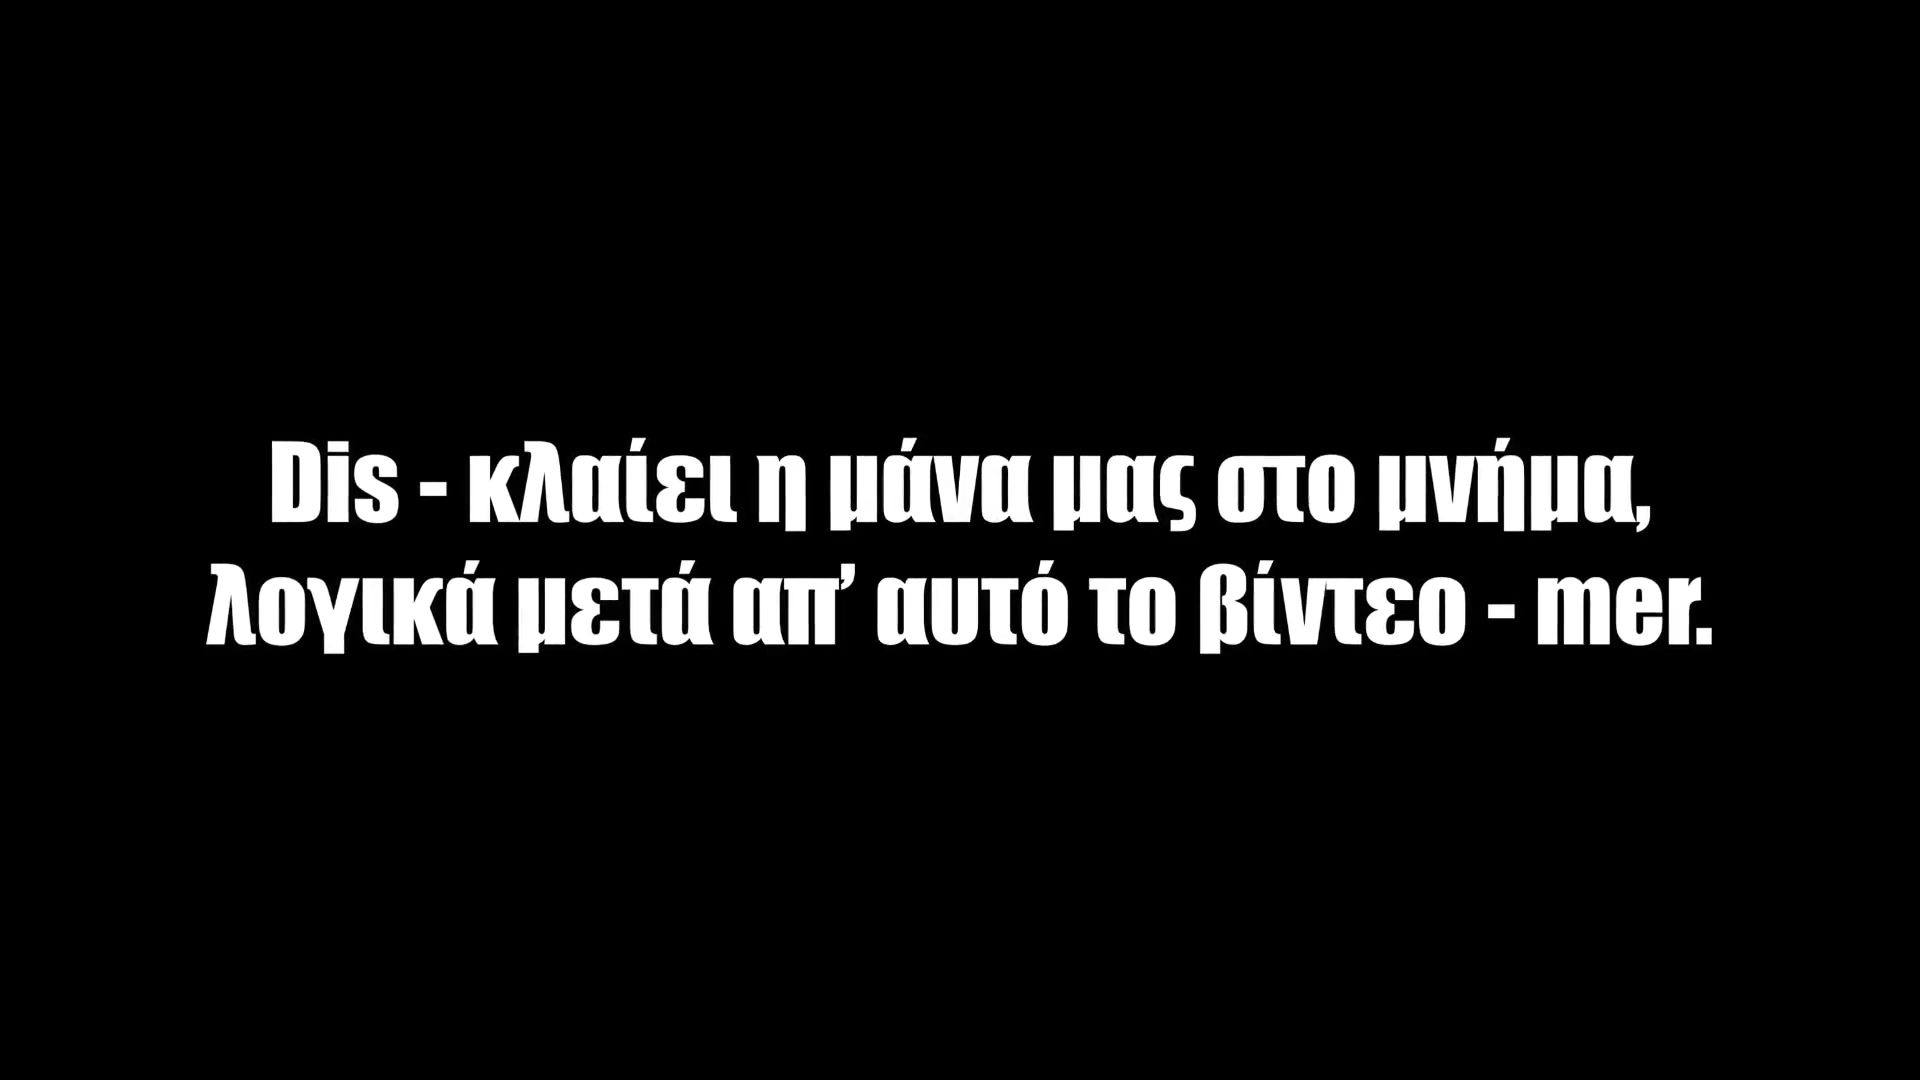 Dis - κλαίει η μάνα μας στο μνήμα,
λογικά μετά απ’ αυτό το βίντεο - mer.